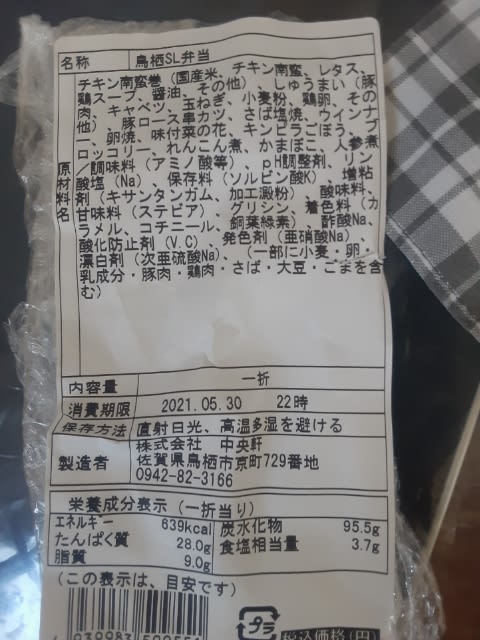 名称 鳥栖SL弁当
原材料名
チキン南蛮巻(国産米、チキン南蛮、レタス、
鶏スープ、醤油、その他)、しゅうまい(豚
肉、キャベツ、玉ねぎ、小麦粉、鶏卵、その
他)、豚ロース串カツ、さば塩焼、ウインナ
ー、卵焼、味付菜の花、キンピラごぼう、ブ
ロッコリー、れんこん煮、かまぼこ、人参煮
/調味料(アミノ酸等)、pH調整剤、リン
酸塩(Na)、保存料(ソルビン酸K)、増粘
剤(キサンタンガム、加工澱粉)、酸味料、
甘味料(ステビア)、グリシン、着色料(カ
ラメル、コチニール、銅葉緑素)、酢酸Na、
酸化防止剤(V.C)、発色剤(亜硝酸Na)、
漂白剤(次亜硫酸Na)、(一部に小麦・卵・
乳成分・豚肉・鶏肉・さば・大豆・ごまを含
む)
内容量 一折
消費期限 2021.05.30 22時
保存方法 直射日光、高温多湿を避ける
製造者 株式会社 中央軒
佐賀県鳥栖市京町729番地
0942-82-3166
栄養成分表示(一折当り)
エネルギー 639kcal 炭水化物 95.5g
たんぱく質 28.0g 食塩相当量 3.7g
脂質 9.0g
(この表示は、目安です)
プラ
税込価格(円)